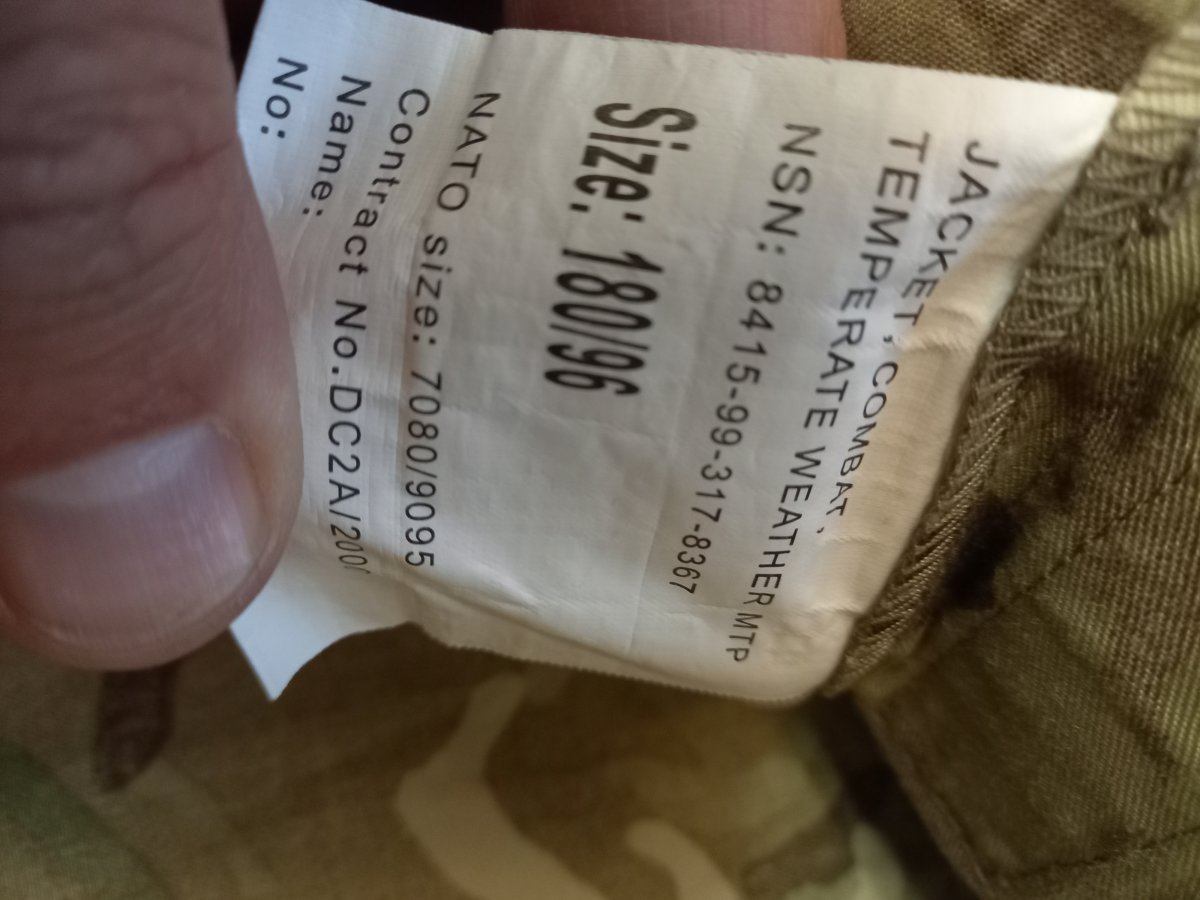 JACKET, COMBAT,
TEMPERATE WEATHER MTP
NSN: 8415-99-317-8367
Size: 180/96
NATO size: 7080/9095
Contract No.DC2A/200
Name:
No: